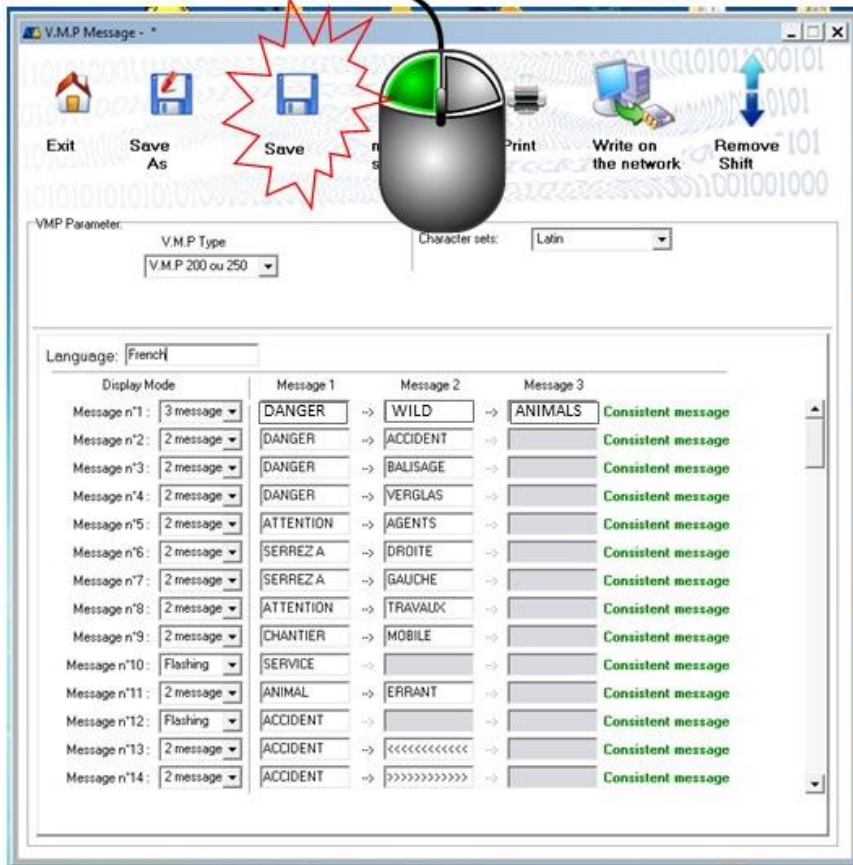 V.M.P Message - *
Exit
Save As
Save
Print
Write on the network
Remove Shift
VMP Parameter.
V.M.P Type
V.M.P 200 ou 250
Character sets: Latin
Language: French
Display Mode Message 1 Message 2 Message 3
Message n°1 : 3 message DANGER -> WILD -> ANIMALS Consistent message
Message n°2 : 2 message DANGER -> ACCIDENT -> Consistent message
Message n°3 : 2 message DANGER -> BALISAGE -> Consistent message
Message n°4 : 2 message DANGER -> VERGLAS -> Consistent message
Message n°5 : 2 message ATTENTION -> AGENTS -> Consistent message
Message n°6 : 2 message SERREZ A -> DROITE -> Consistent message
Message n°7 : 2 message SERREZ A -> GAUCHE -> Consistent message
Message n°8 : 2 message ATTENTION -> TRAVAUX -> Consistent message
Message n°9 : 2 message CHANTIER -> MOBILE -> Consistent message
Message n°10 : Flashing SERVICE -> -> Consistent message
Message n°11 : 2 message ANIMAL -> ERRANT -> Consistent message
Message n°12 : Flashing ACCIDENT -> -> Consistent message
Message n°13 : 2 message ACCIDENT -> <<<<<<<<<<<< -> Consistent message
Message n°14 : 2 message ACCIDENT -> >>>>>>>>>>>> -> Consistent message